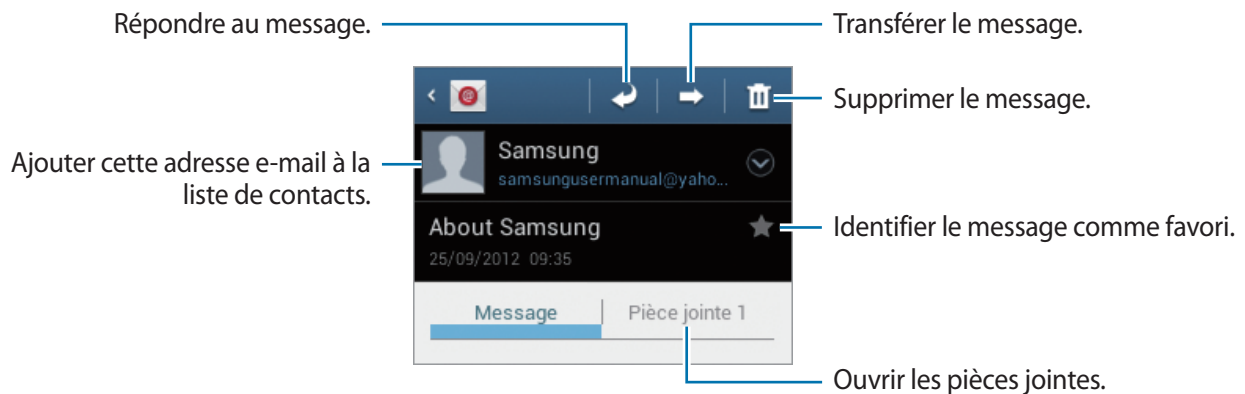 Répondre au message.
Transférer le message.
Supprimer le message.
Ajouter cette adresse e-mail à la
liste de contacts.
Samsung
samsungusermanual@yaho...
About Samsung
25/09/2012 09:35
Identifier le message comme favori.
Message
Pièce jointe 1
Ouvrir les pièces jointes.